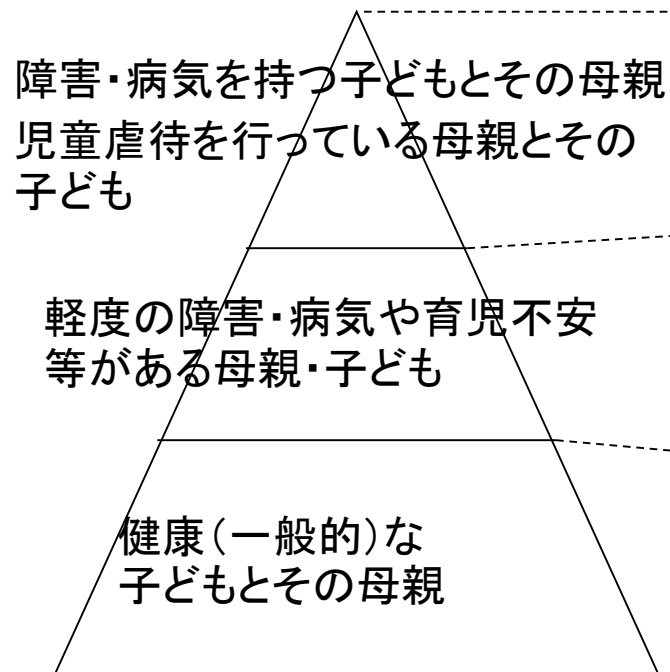 障害・病気を持つ子どもとその母親
児童虐待を行っている母親とその
子ども
軽度の障害・病気や育児不安
等がある母親・子ども
健康(一般的)な
子どもとその母親